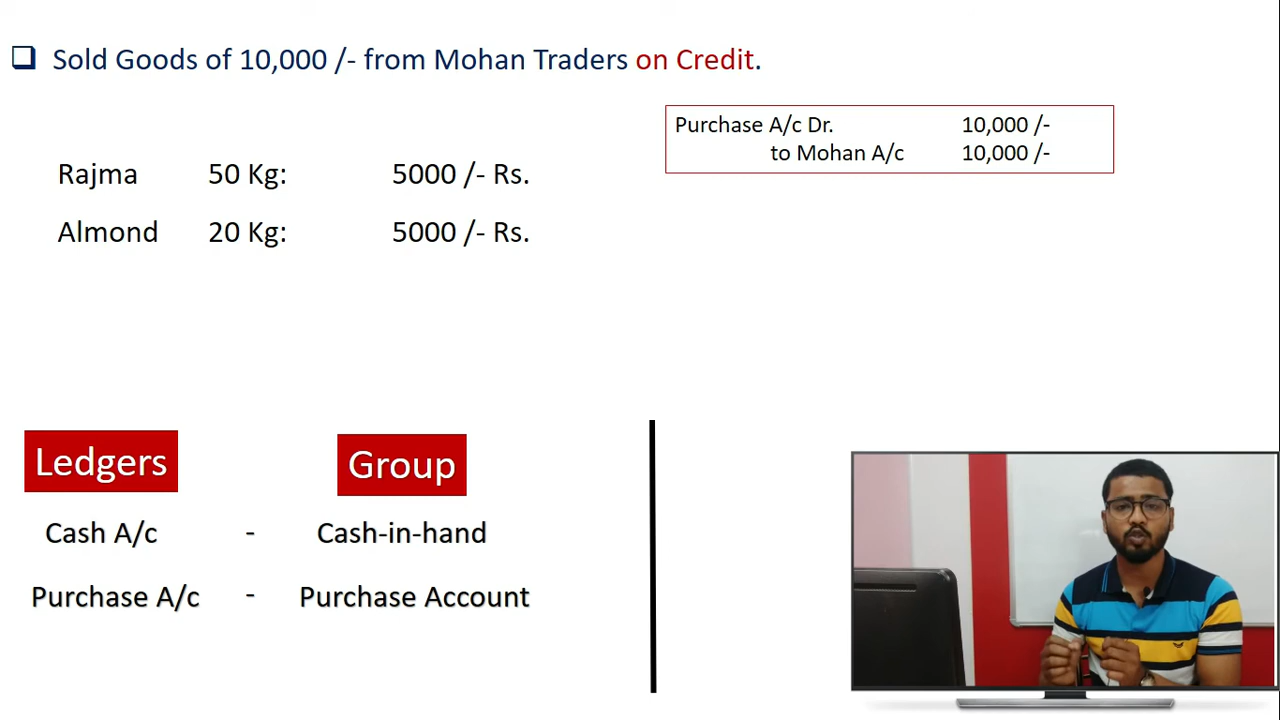 Sold Goods of 10,000 /- from Mohan Traders on Credit.
Purchase A/c Dr. 10,000 /-
to Mohan A/c 10,000 /-
Rajma 50 Kg: 5000 /- Rs.
Almond 20 Kg: 5000 /- Rs.
Ledgers Group
Cash A/c - Cash-in-hand
Purchase A/c - Purchase Account